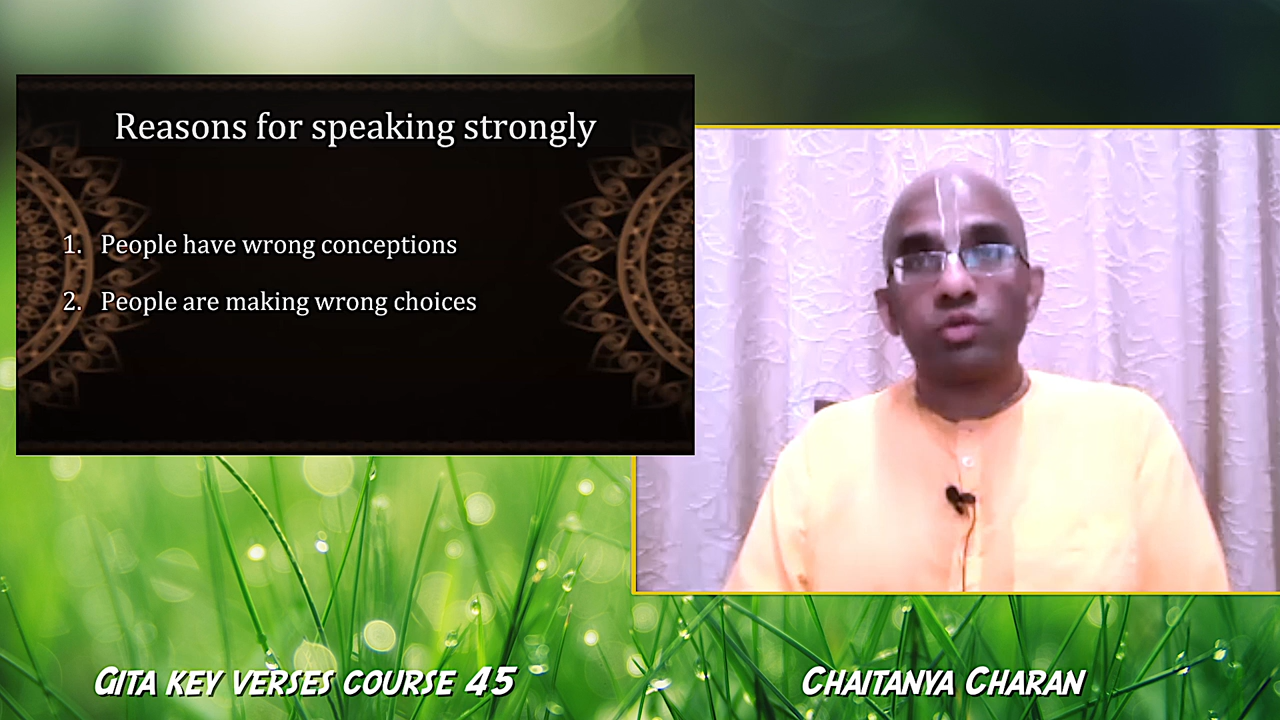 Reasons for speaking strongly
1. People have wrong conceptions
2. People are making wrong choices
GITA KEY VERSES COURSE 45
CHAITANYA CHARAN